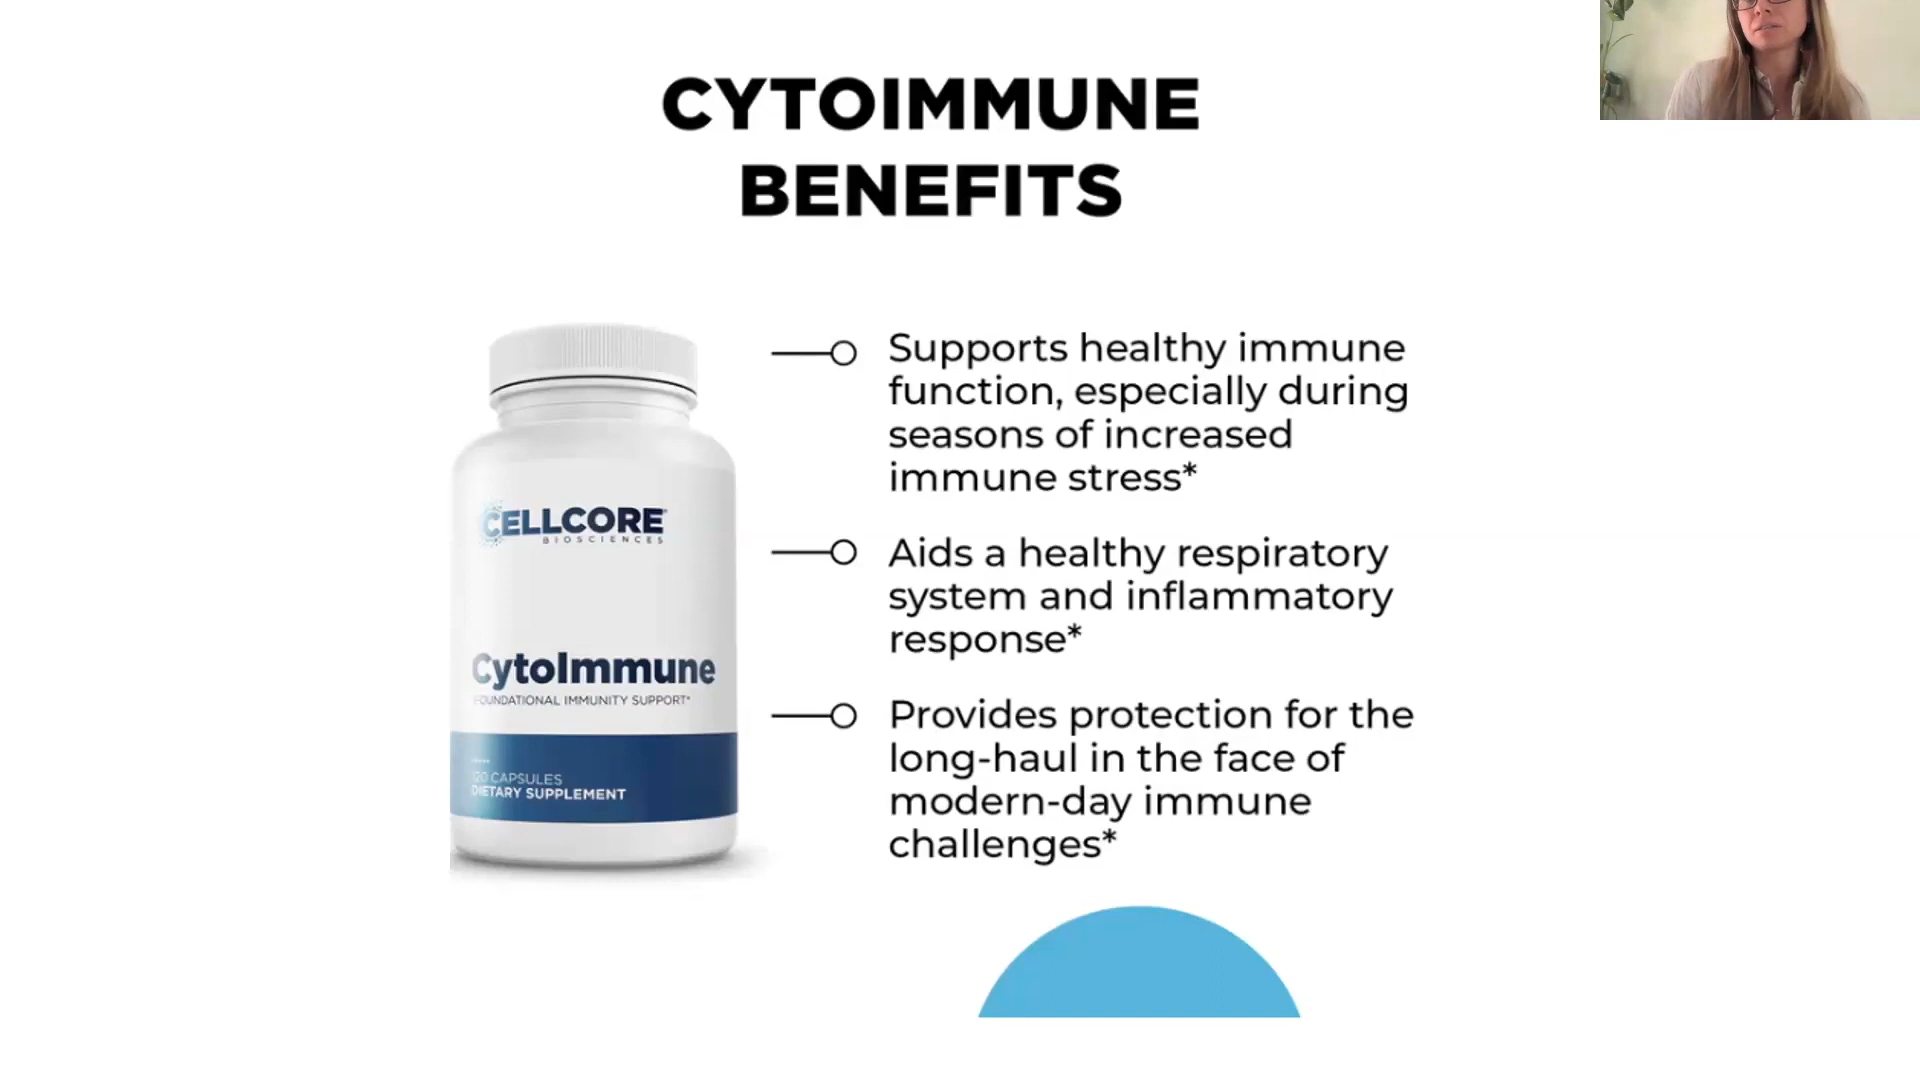 CYTOIMMUNE
BENEFITS
CELLCORE
BIOSCIENCES
CytoImmune
FOUNDATIONAL IMMUNITY SUPPORT*
120 CAPSULES
DIETARY SUPPLEMENT
Supports healthy immune
function, especially during
seasons of increased
immune stress*
Aids a healthy respiratory
system and inflammatory
response*
Provides protection for the
long-haul in the face of
modern-day immune
challenges*